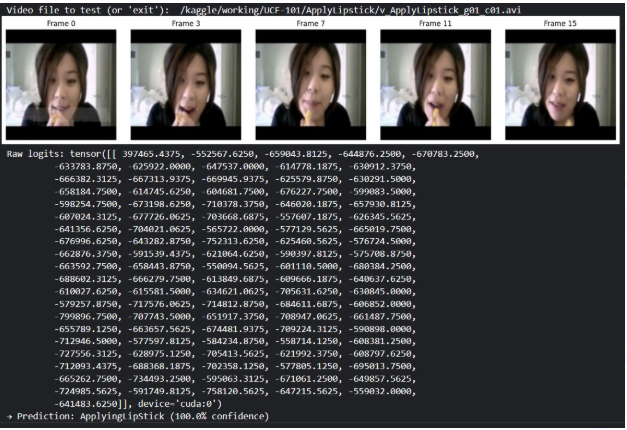 Video file to test (or 'exit'): /kaggle/working/UCF-101/ApplyLipstick/v_ApplyLipstick_g01_c01.avi
Frame 0 Frame 3 Frame 7 Frame 11 Frame 15
Raw logits: tensor([[ 397465.4375, -552567.6250, -659043.8125, -644876.2500, -670783.2500,
-633783.8750, -625922.0000, -647537.0000, -614778.1875, -630912.3750,
-666382.3125, -667313.9375, -669945.9375, -625579.8750, -630291.5000,
-658184.7500, -614745.6250, -604681.7500, -676227.7500, -599083.5000,
-598254.7500, -673198.6250, -710378.3750, -646020.1875, -657930.8125,
-607024.3125, -677726.0625, -703668.6875, -557607.1875, -626345.5625,
-641356.6250, -704021.0625, -565722.0000, -577129.5625, -665019.7500,
-676996.6250, -643282.8750, -752313.6250, -625460.5625, -576724.5000,
-662876.3750, -591539.4375, -621064.6250, -590397.8125, -575708.8750,
-663592.7500, -658443.8750, -550094.5625, -601110.5000, -680384.2500,
-688602.3125, -666279.7500, -613849.6875, -609666.1875, -640637.6250,
-610027.6250, -615581.5000, -634621.0625, -705631.6250, -630845.0000,
-579257.8750, -717576.0625, -714812.8750, -684611.6875, -606852.0000,
-799896.7500, -707743.5000, -651917.3750, -708947.0625, -661487.7500,
-655789.1250, -663657.5625, -674481.9375, -709224.3125, -590898.0000,
-712946.5000, -577597.8125, -584234.8750, -558714.1250, -608381.2500,
-727556.3125, -628975.1250, -705413.5625, -621992.3750, -608797.6250,
-712093.4375, -688368.1875, -702358.1250, -577805.1250, -695013.7500,
-665262.7500, -734493.2500, -595063.3125, -671061.2500, -649857.5625,
-724985.5625, -591749.8125, -758120.5625, -647215.5625, -559032.0000,
-641483.6250]], device='cuda:0')
→ Prediction: ApplyingLipStick (100.0% confidence)